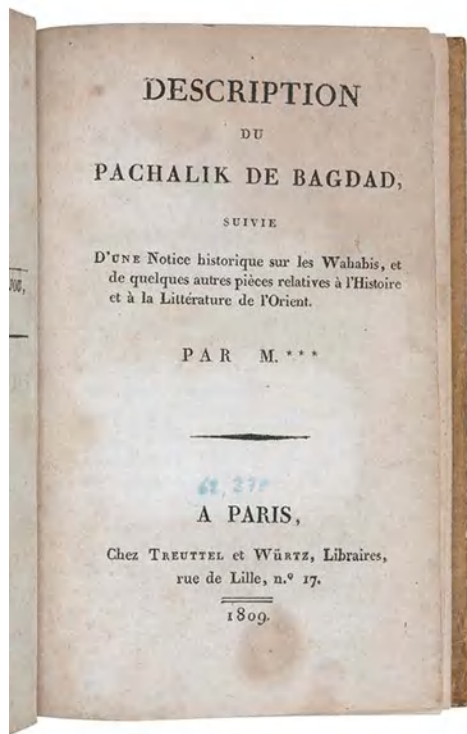 DESCRIPTION
DU
PACHALIK DE BAGDAD,
SUIVIE
D'UNE Notice historique sur les Wahabis, et
de quelques autres pièces relatives à l'Histoire
et à la Littérature de l'Orient.
PAR M. ***
A PARIS,
Chez TREUTTEL et WÜRTZ, Libraires,
rue de Lille, n.º 17.
1809.